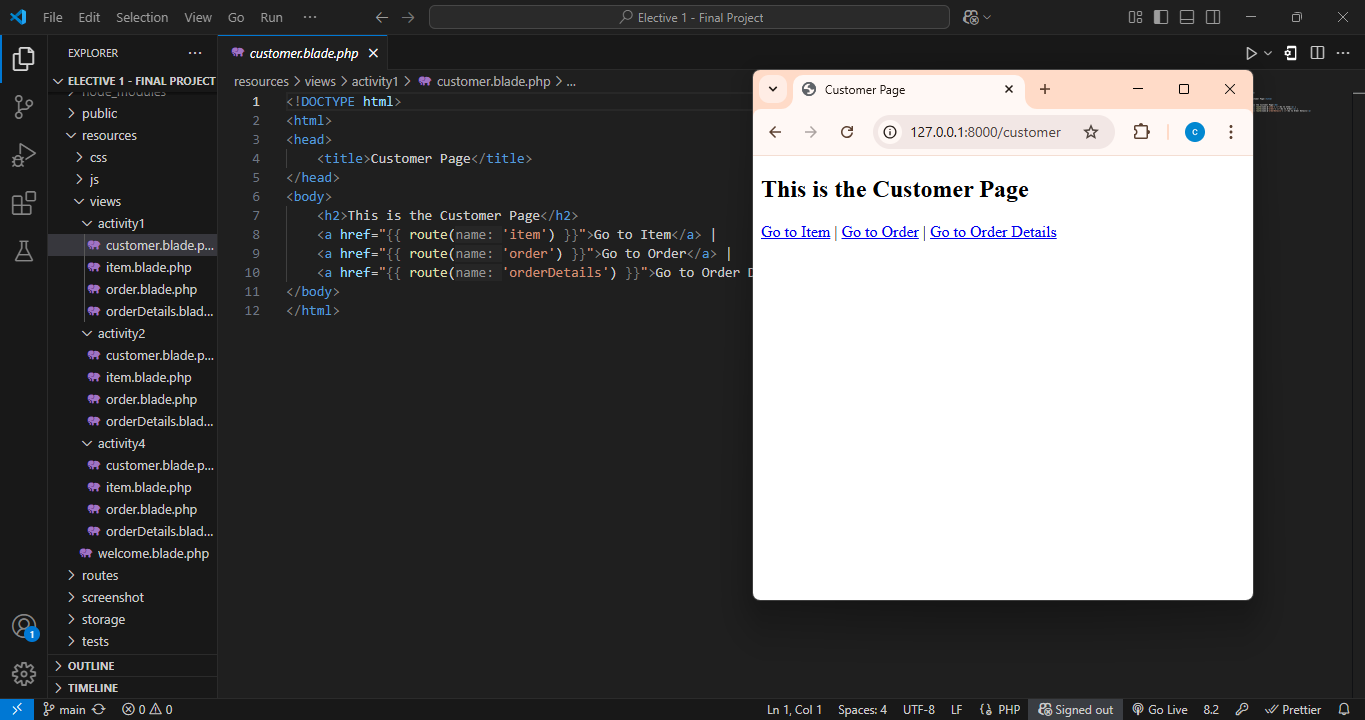 File Edit Selection View Go Run ··· Elective 1 - Final Project
EXPLORER ···
ELECTIVE 1 - FINAL PROJECT
node_modules
public
resources
css
js
views
activity1
customer.blade.p...
item.blade.php
order.blade.php
orderDetails.blad...
activity2
customer.blade.p...
item.blade.php
order.blade.php
orderDetails.blad...
activity4
customer.blade.p...
item.blade.php
order.blade.php
orderDetails.blad...
welcome.blade.php
routes
screenshot
storage
tests
OUTLINE
TIMELINE
1
customer.blade.php
resources > views > activity1 > customer.blade.php > ...
1 <!DOCTYPE html>
2 <html>
3 <head>
4 <title>Customer Page</title>
5 </head>
6 <body>
7 <h2>This is the Customer Page</h2>
8 <a href="{{ route(name: 'item') }}">Go to Item</a> |
9 <a href="{{ route(name: 'order') }}">Go to Order</a> |
10 <a href="{{ route(name: 'orderDetails') }}">Go to Order D
11 </body>
12 </html>
Customer Page
127.0.0.1:8000/customer
C
This is the Customer Page
Go to Item | Go to Order | Go to Order Details
main 0 0 Ln 1, Col 1 Spaces: 4 UTF-8 LF PHP Signed out Go Live 8.2 Prettier